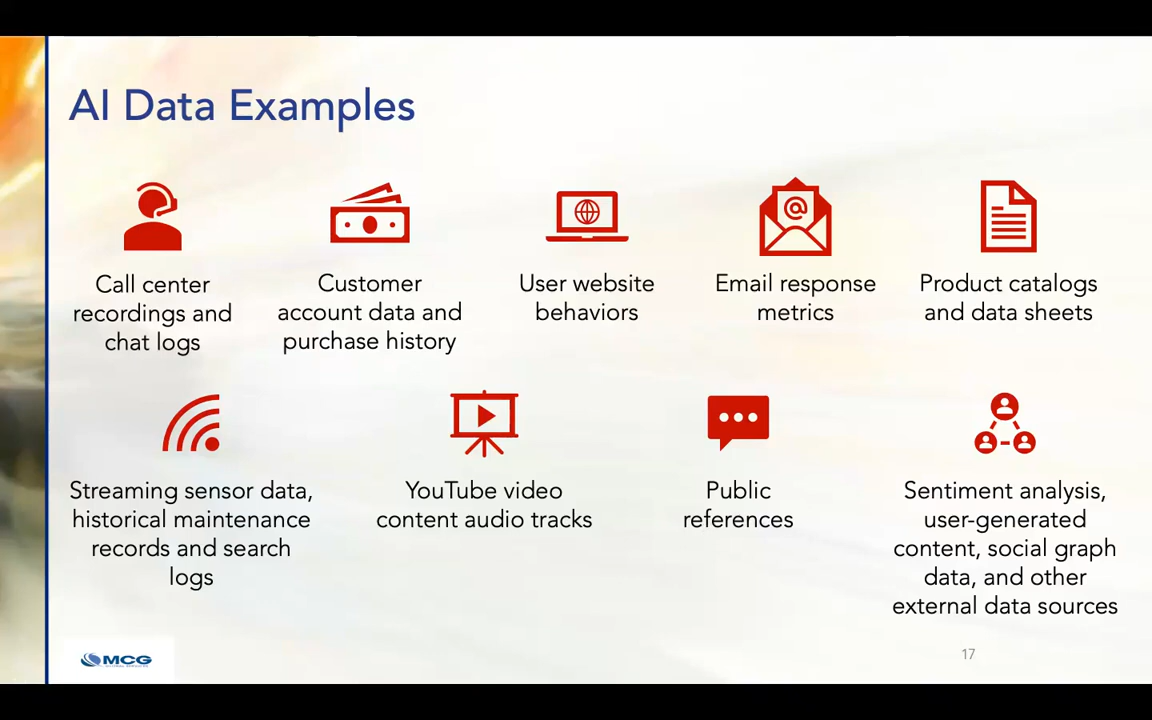 AI Data Examples
Call center
recordings and
chat logs
Customer
account data and
purchase history
User website
behaviors
@
Email response
metrics
Product catalogs
and data sheets
Streaming sensor data,
historical maintenance
records and search
logs
YouTube video
content audio tracks
Public
references
Sentiment analysis,
user-generated
content, social graph
data, and other
external data sources
MCG
17